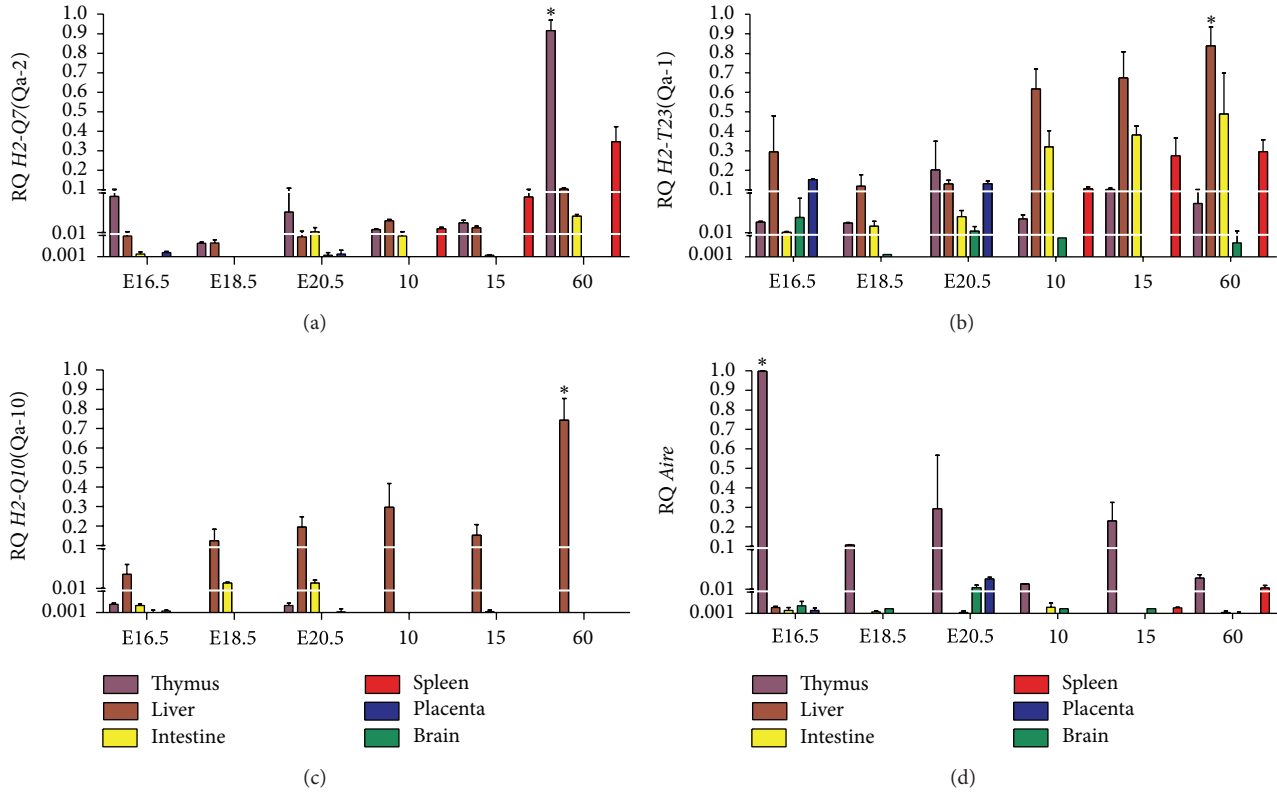 RQ H2-Q7(Qa-2)
1.0
0.9
0.8
0.7
0.6
0.5
0.4
0.3
0.2
0.1
0.01
0.001
*
E16.5 E18.5 E20.5 10 15 60
(a)
RQ H2-T23(Qa-1)
1.0
0.9
0.8
0.7
0.6
0.5
0.4
0.3
0.2
0.1
0.01
0.001
*
E16.5 E18.5 E20.5 10 15 60
(b)
RQ H2-Q10(Qa-10)
1.0
0.9
0.8
0.7
0.6
0.5
0.4
0.3
0.2
0.1
0.01
0.001
*
E16.5 E18.5 E20.5 10 15 60
Thymus
Liver
Intestine
Spleen
Placenta
Brain
(c)
RQ Aire
1.0
0.9
0.8
0.7
0.6
0.5
0.4
0.3
0.2
0.1
0.01
0.001
*
E16.5 E18.5 E20.5 10 15 60
Thymus
Liver
Intestine
Spleen
Placenta
Brain
(d)